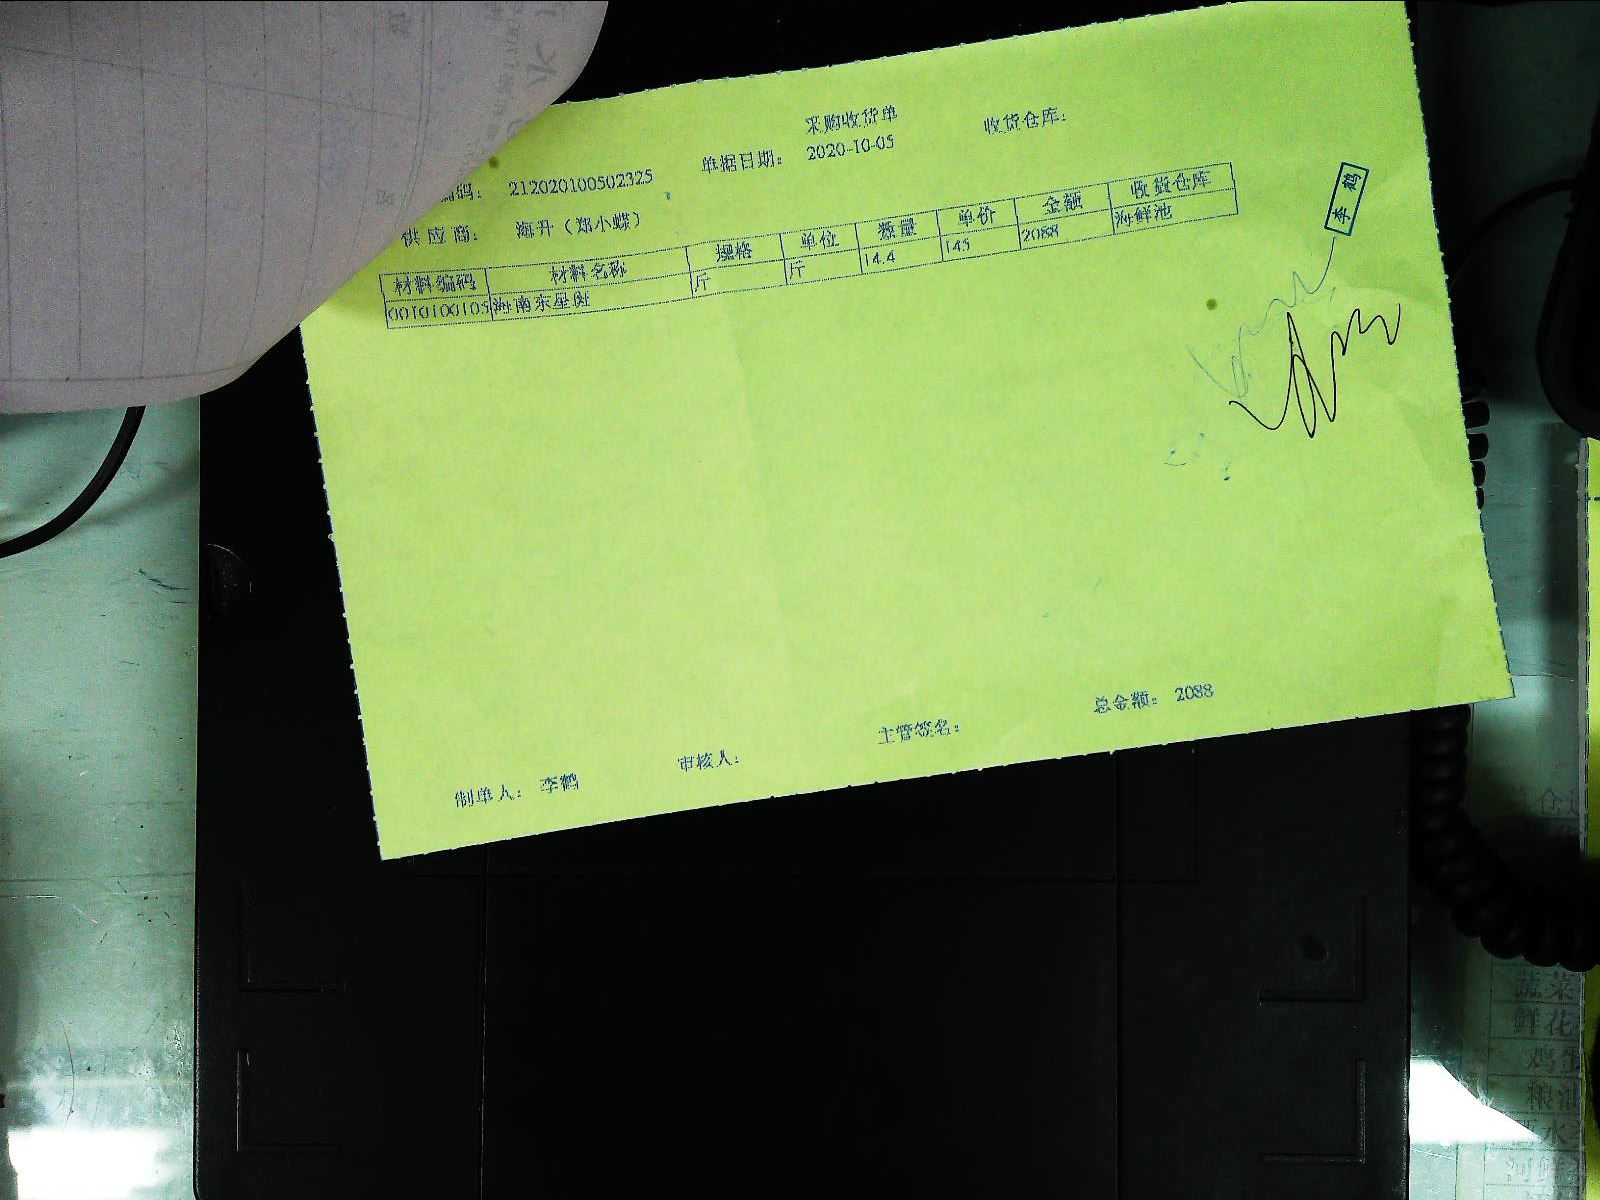 采购收货单
编码： 212020100502325 单据日期： 2020-10-05 收货仓库：
供应商： 海升（郑小蝶）
材料编码 材料名称 规格 单位 数量 单价 金额 收货仓库
0010100105 海南东星斑 斤 斤 14.4 145 2088 海鲜池
李鹤
总金额： 2088
制单人： 李鹤 审核人： 主管签名：
蔬菜
鲜花
粮油